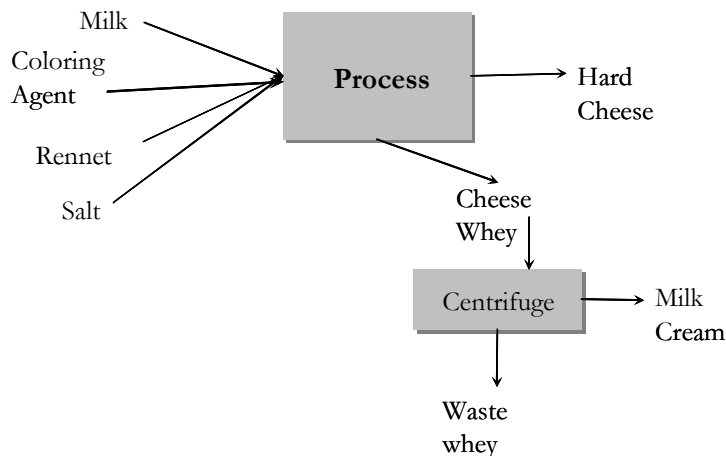 Milk
Coloring
Agent
Rennet
Salt
Process
Hard
Cheese
Cheese
Whey
Centrifuge
Milk
Cream
Waste
whey